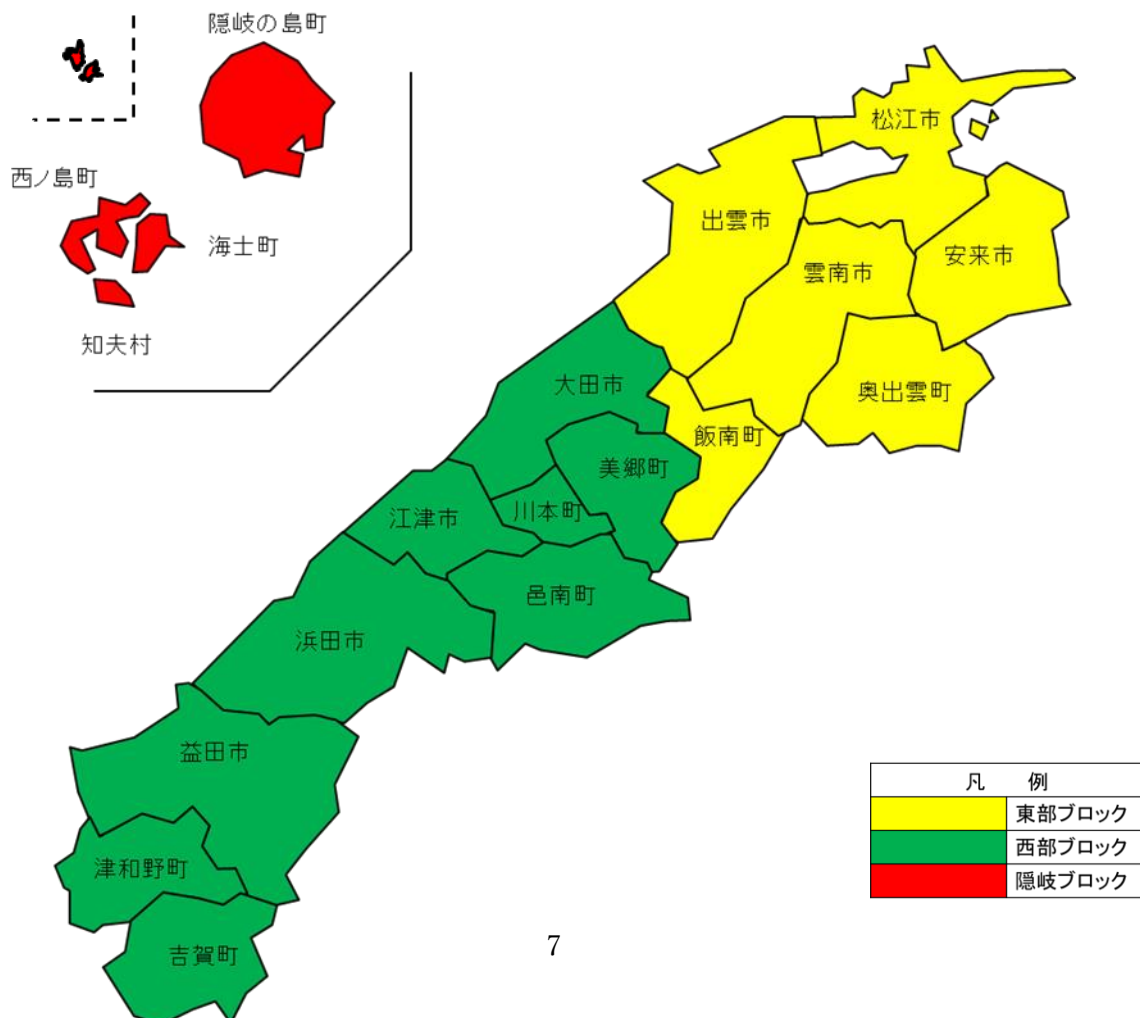 隠岐の島町
松江市
西ノ島町
出雲市
海士町
安来市
雲南市
知夫村
大田市
奥出雲町
飯南町
美郷町
川本町
江津市
邑南町
浜田市
益田市
凡 例
東部ブロック
西部ブロック
隠岐ブロック
津和野町
7
吉賀町